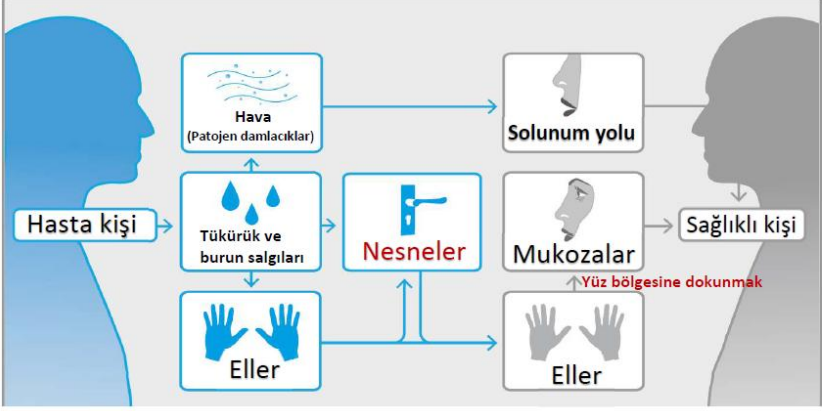 Hava
(Patojen damlacıklar)
Solunum yolu
Hasta kişi
Tükürük ve
burun salgıları
Nesneler
Mukozalar
Sağlıklı kişi
Yüz bölgesine dokunmak
Eller
Eller